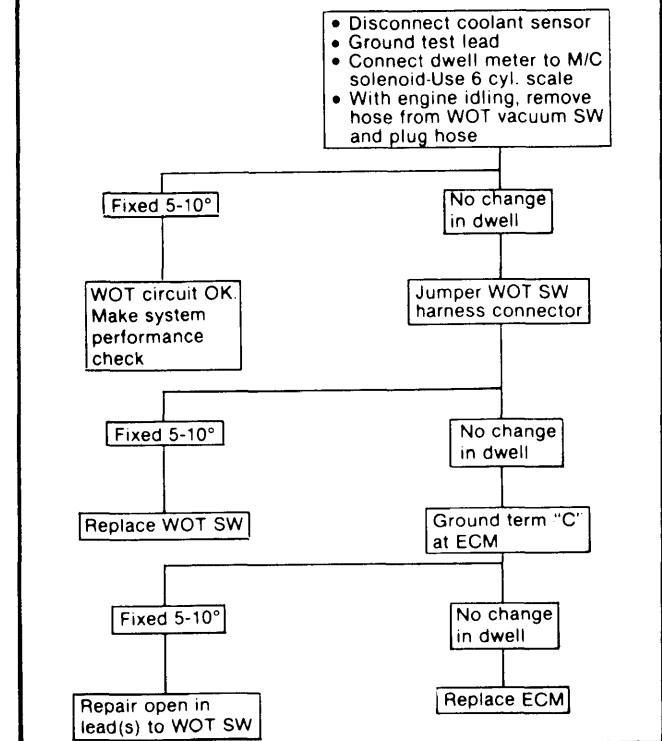 • Disconnect coolant sensor
• Ground test lead
• Connect dwell meter to M/C
solenoid-Use 6 cyl. scale
• With engine idling, remove
hose from WOT vacuum SW
and plug hose
Fixed 5-10°
No change
in dwell
WOT circuit OK.
Make system
performance
check
Jumper WOT SW
harness connector
Fixed 5-10°
No change
in dwell
Replace WOT SW
Ground term "C"
at ECM
Fixed 5-10°
No change
in dwell
Repair open in
lead(s) to WOT SW
Replace ECM